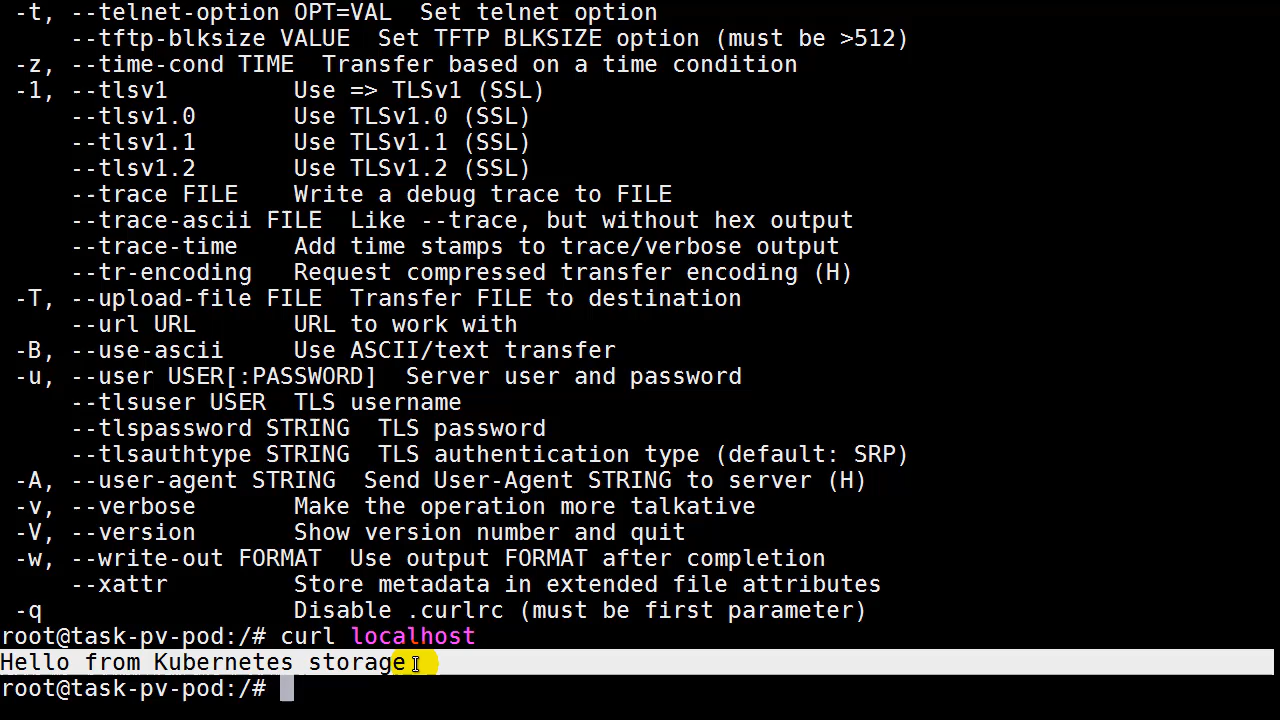 -t, --telnet-option OPT=VAL  Set telnet option
    --tftp-blksize VALUE  Set TFTP BLKSIZE option (must be >512)
-z, --time-cond TIME  Transfer based on a time condition
-1, --tlsv1         Use => TLSv1 (SSL)
    --tlsv1.0       Use TLSv1.0 (SSL)
    --tlsv1.1       Use TLSv1.1 (SSL)
    --tlsv1.2       Use TLSv1.2 (SSL)
    --trace FILE    Write a debug trace to FILE
    --trace-ascii FILE  Like --trace, but without hex output
    --trace-time    Add time stamps to trace/verbose output
    --tr-encoding   Request compressed transfer encoding (H)
-T, --upload-file FILE  Transfer FILE to destination
    --url URL       URL to work with
-B, --use-ascii     Use ASCII/text transfer
-u, --user USER[:PASSWORD]  Server user and password
    --tlsuser USER  TLS username
    --tlspassword STRING  TLS password
    --tlsauthtype STRING  TLS authentication type (default: SRP)
-A, --user-agent STRING  Send User-Agent STRING to server (H)
-v, --verbose       Make the operation more talkative
-V, --version       Show version number and quit
-w, --write-out FORMAT  Use output FORMAT after completion
    --xattr         Store metadata in extended file attributes
-q                  Disable .curlrc (must be first parameter)
root@task-pv-pod:/# curl localhost
Hello from Kubernetes storage
root@task-pv-pod:/#